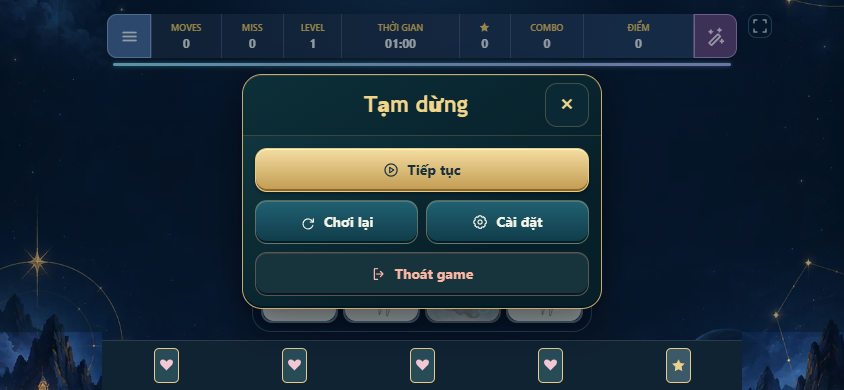 MOVES
0
MISS
0
LEVEL
1
THỜI GIAN
01:00
0
COMBO
0
ĐIỂM
0
Tạm dừng
Tiếp tục
Chơi lại
Cài đặt
Thoát game